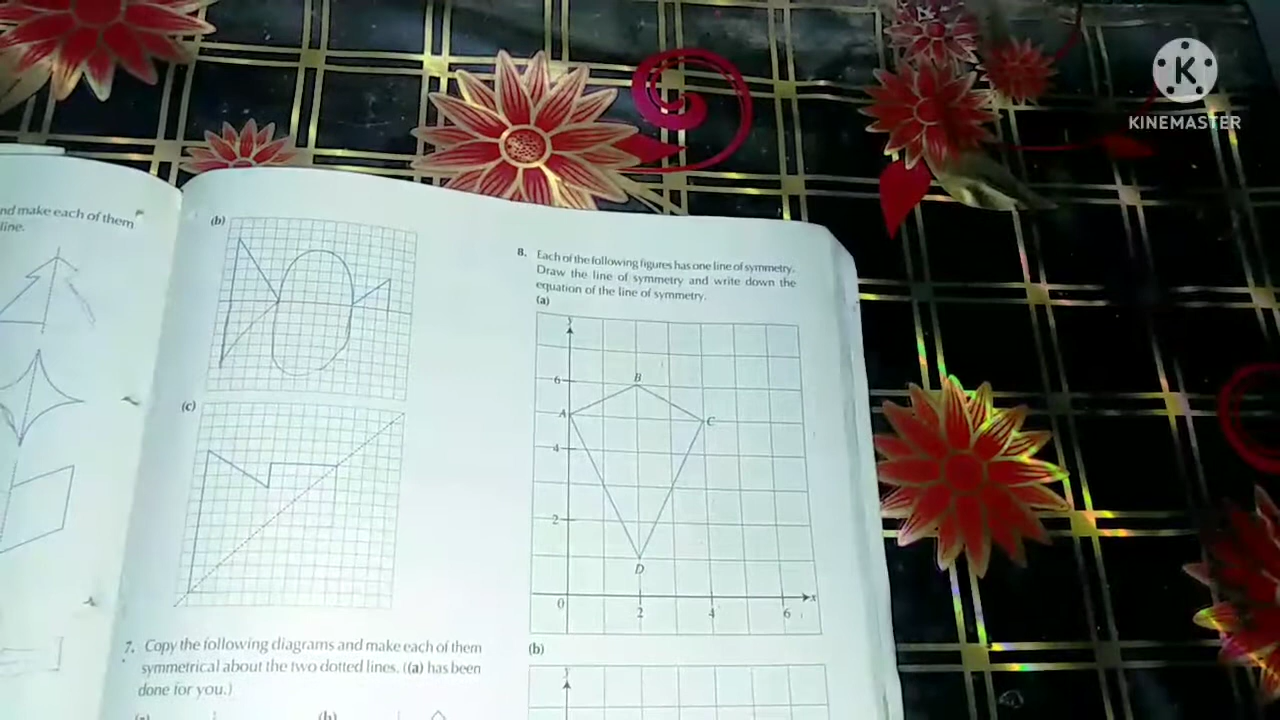 nd make each of them
line.
(b)
(c)
7. Copy the following diagrams and make each of them
symmetrical about the two dotted lines. ((a) has been
done for you.)
(a)
(b)
8. Each of the following figures has one line of symmetry.
Draw the line of symmetry and write down the
equation of the line of symmetry.
(a)
y
6
B
A
C
4
2
D
0 2 4 6 x
(b)
y
K
KINEMASTER